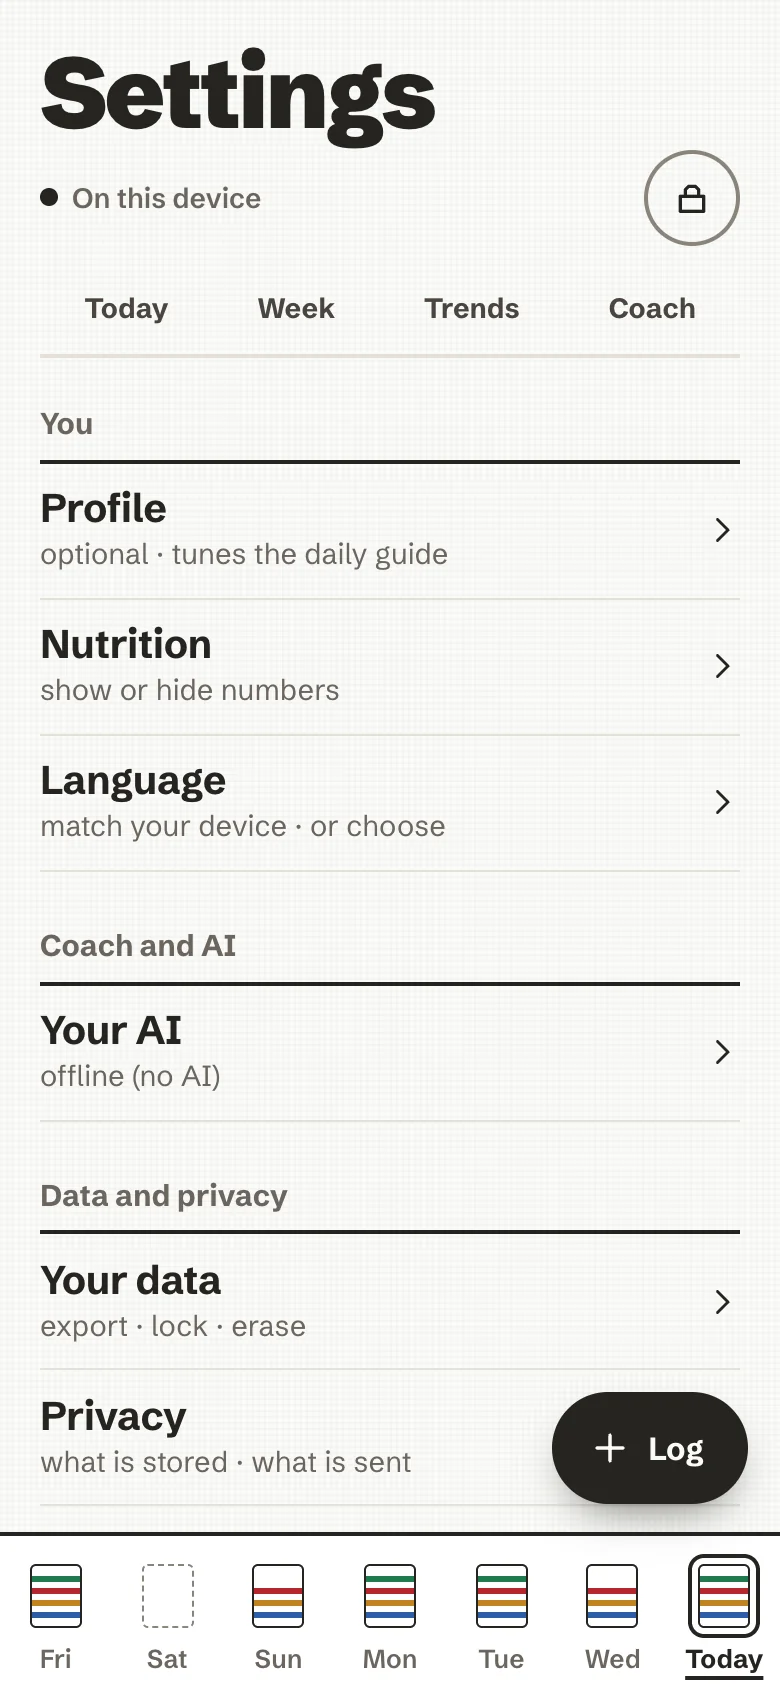 Settings
On this device
Today Week Trends Coach
You
Profile
optional · tunes the daily guide
Nutrition
show or hide numbers
Language
match your device · or choose
Coach and AI
Your AI
offline (no AI)
Data and privacy
Your data
export · lock · erase
Privacy
what is stored · what is sent
Log
Fri Sat Sun Mon Tue Wed Today